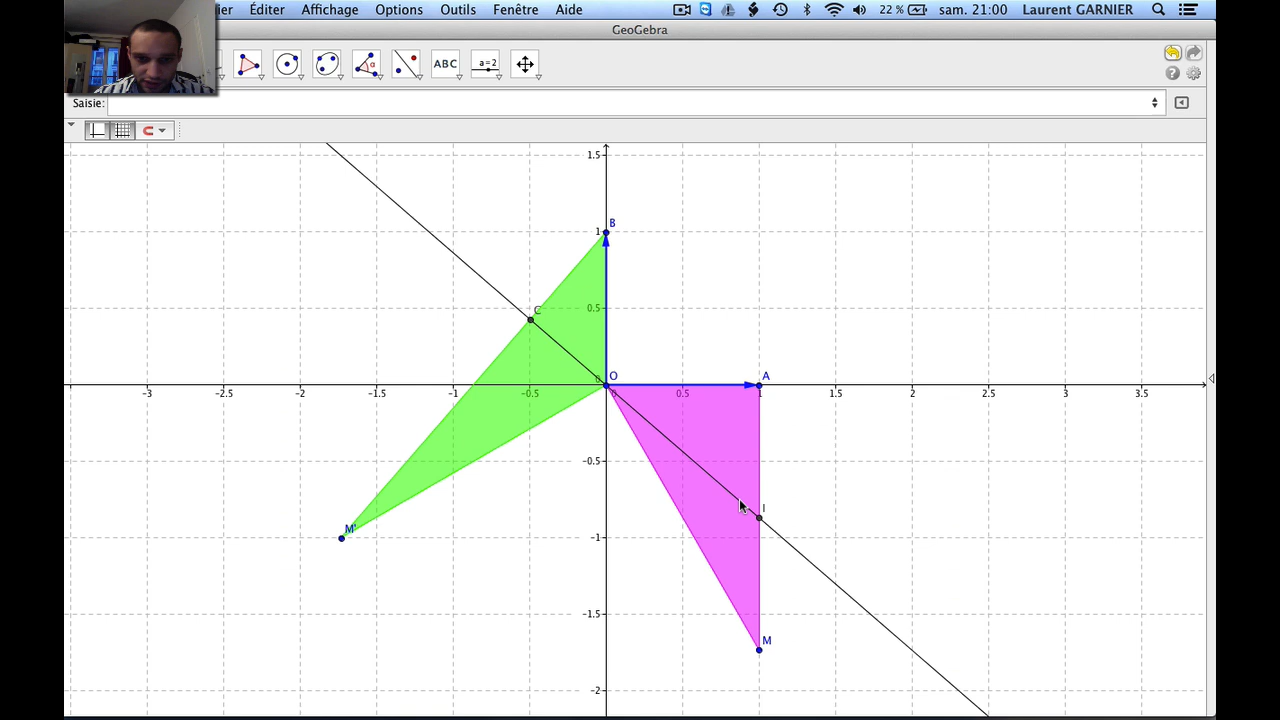 ier Éditer Affichage Options Outils Fenêtre Aide 22 % sam. 21:00 Laurent GARNIER
GeoGebra
α ABC a=2
Saisie:
1.5
B
1
C
0.5
O A
0
-3 -2.5 -2 -1.5 -1 -0.5 0 0.5 1 1.5 2 2.5 3 3.5
-0.5
I
M'
-1
-1.5
M
-2